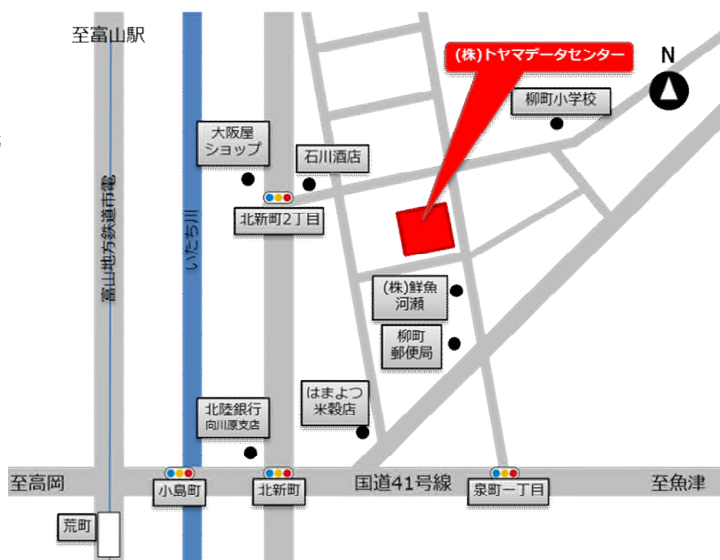 至富山駅
(株)トヤマデータセンター
N
柳町小学校
大阪屋
ショップ
石川酒店
北新町2丁目
富山地方鉄道市電
いたち川
(株)鮮魚
河瀬
柳町
郵便局
はまよつ
米穀店
北陸銀行
向川原支店
至高岡
小島町
北新町
国道41号線
泉町一丁目
至魚津
荒町